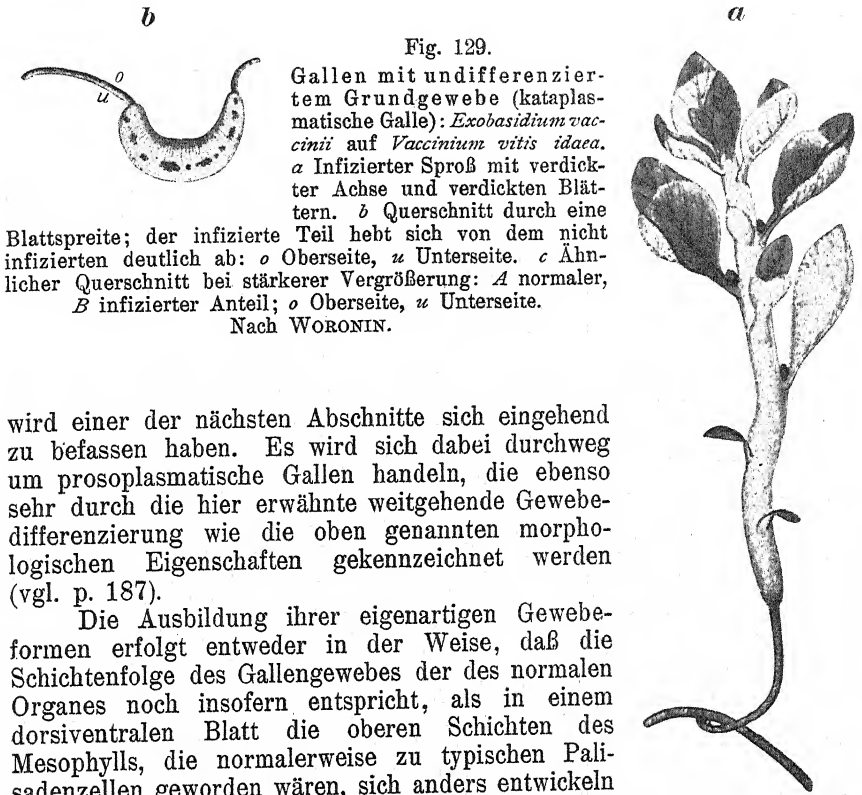 b
a
o
u
Fig. 129.
Gallen mit undifferenzier-
tem Grundgewebe (kataplas-
matische Galle): Exobasidium vac-
cinii auf Vaccinium vitis idaea.
a Infizierter Sproß mit verdick-
ter Achse und verdickten Blät-
tern. b Querschnitt durch eine
Blattspreite; der infizierte Teil hebt sich von dem nicht
infizierten deutlich ab: o Oberseite, u Unterseite. c Ähn-
licher Querschnitt bei stärkerer Vergrößerung: A normaler,
B infizierter Anteil; o Oberseite, u Unterseite.
Nach WORONIN.
wird einer der nächsten Abschnitte sich eingehend
zu befassen haben. Es wird sich dabei durchweg
um prosoplasmatische Gallen handeln, die ebenso
sehr durch die hier erwähnte weitgehende Gewebe-
differenzierung wie die oben genannten morpho-
logischen Eigenschaften gekennzeichnet werden
(vgl. p. 187).
Die Ausbildung ihrer eigenartigen Gewebe-
formen erfolgt entweder in der Weise, daß die
Schichtenfolge des Gallengewebes der des normalen
Organes noch insofern entspricht, als in einem
dorsiventralen Blatt die oberen Schichten des
Mesophylls, die normalerweise zu typischen Pali-
sadenzellen geworden wären, sich anders entwickeln